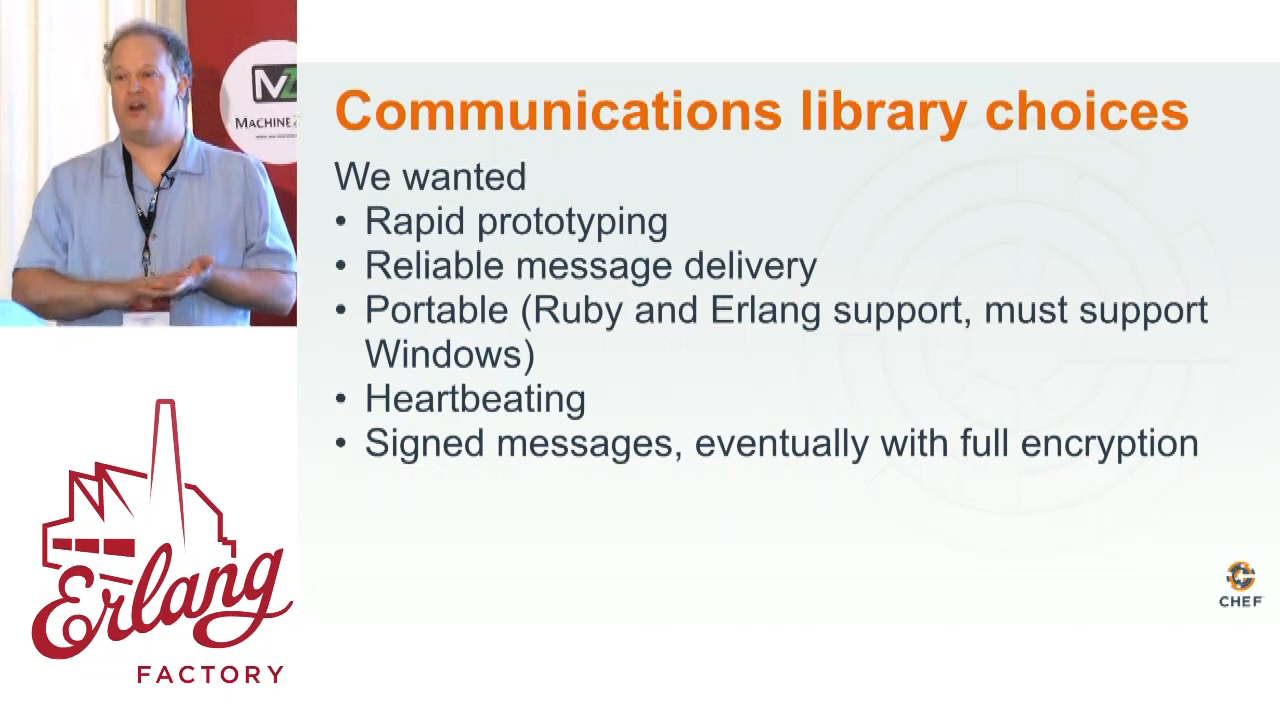 MACHINE
Communications library choices
We wanted
• Rapid prototyping
• Reliable message delivery
• Portable (Ruby and Erlang support, must support
Windows)
• Heartbeating
• Signed messages, eventually with full encryption
Erlang
FACTORY
CHEF